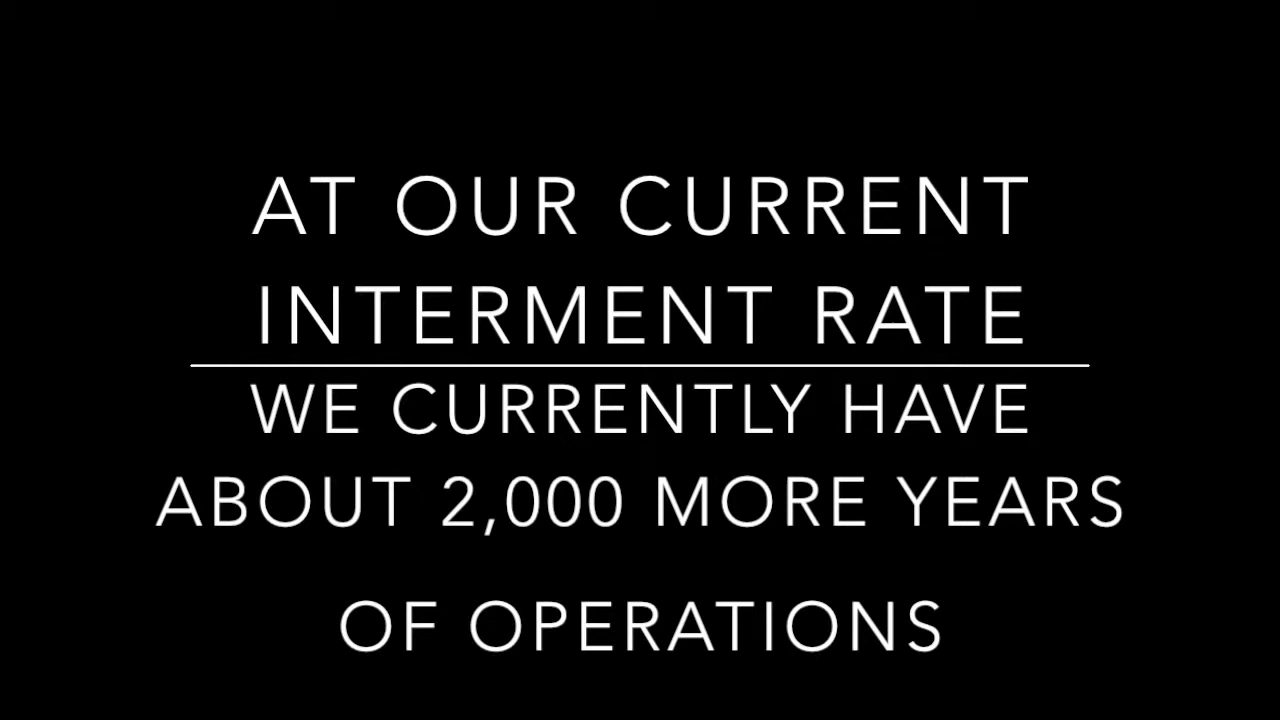 AT OUR CURRENT
INTERMENT RATE
WE CURRENTLY HAVE
ABOUT 2,000 MORE YEARS
OF OPERATIONS